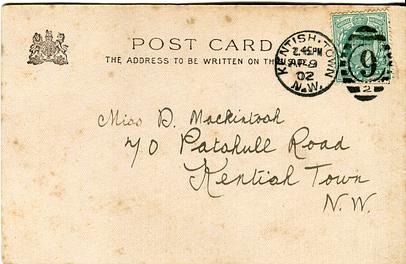 POST CARD
THE ADDRESS TO BE WRITTEN ON THIS SIDE
KENTISH·TOWN
2.45PM
AP 9
02
N.W.
9
2
Miss D. Mackintosh
70 Patshull Road
Kentish Town
N.W.